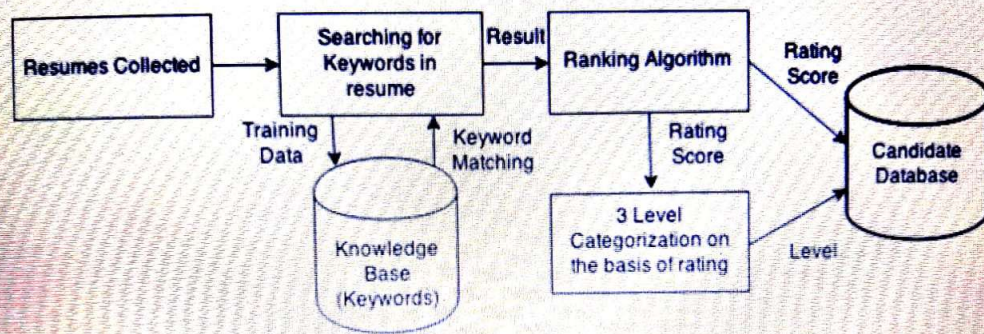 Resumes Collected
Searching for
Keywords in
resume
Result
Ranking Algorithm
Rating
Score
Training
Data
Keyword
Matching
Rating
Score
Candidate
Database
Knowledge
Base
(Keywords)
3 Level
Categorization on
the basis of rating
Level